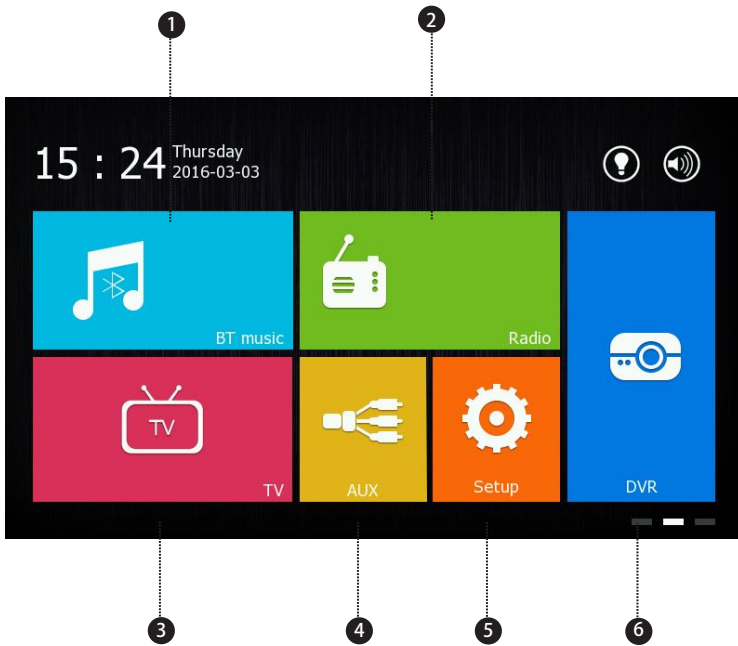 1 2
15 : 24 Thursday
2016-03-03
BT music
Radio
TV
TV
AUX
Setup
DVR
3 4 5 6